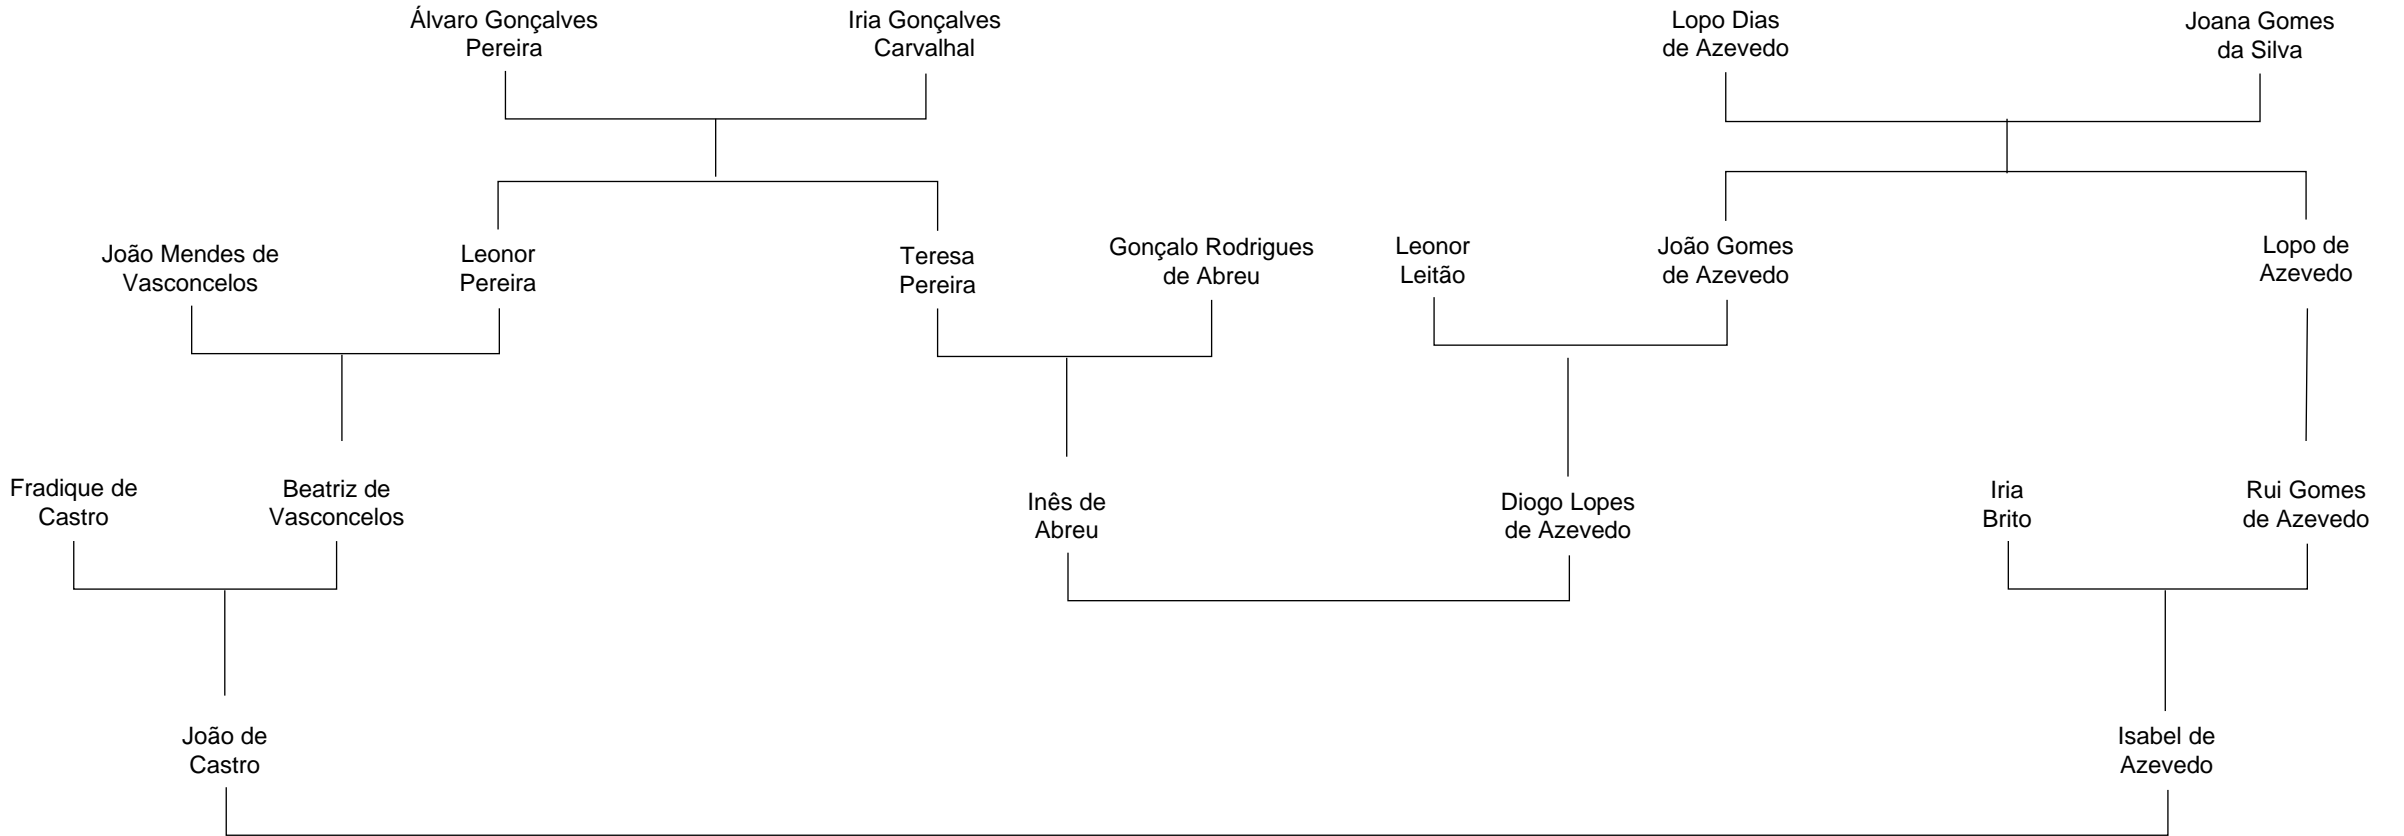 Álvaro Gonçalves
Pereira
Iria Gonçalves
Carvalhal
Lopo Dias
de Azevedo
Joana Gomes
da Silva
João Mendes de
Vasconcelos
Leonor
Pereira
Teresa
Pereira
Gonçalo Rodrigues
de Abreu
Leonor
Leitão
João Gomes
de Azevedo
Lopo de
Azevedo
Fradique de
Castro
Beatriz de
Vasconcelos
Inês de
Abreu
Diogo Lopes
de Azevedo
Iria
Brito
Rui Gomes
de Azevedo
João de
Castro
Isabel de
Azevedo